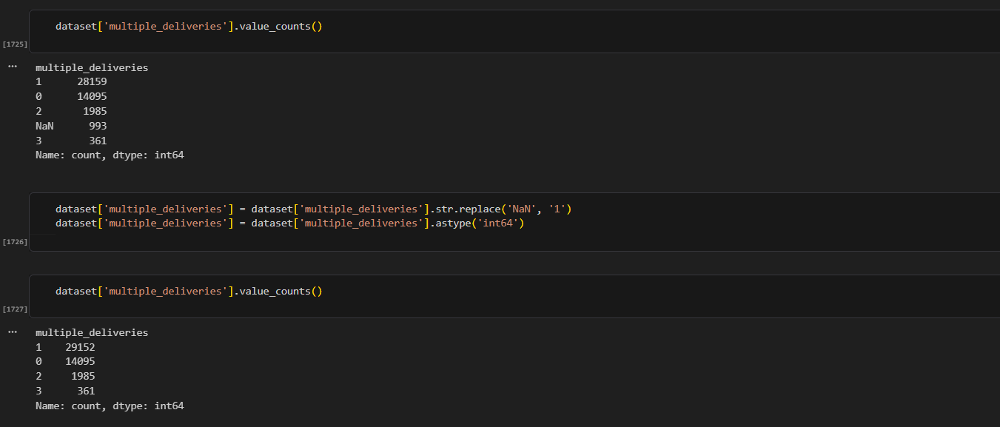 dataset['multiple_deliveries'].value_counts()
[1725]
...
multiple_deliveries
1      28159
0      14095
2       1985
NaN      993
3        361
Name: count, dtype: int64
dataset['multiple_deliveries'] = dataset['multiple_deliveries'].str.replace('NaN', '1')
dataset['multiple_deliveries'] = dataset['multiple_deliveries'].astype('int64')
[1726]
dataset['multiple_deliveries'].value_counts()
[1727]
...
multiple_deliveries
1    29152
0    14095
2     1985
3      361
Name: count, dtype: int64